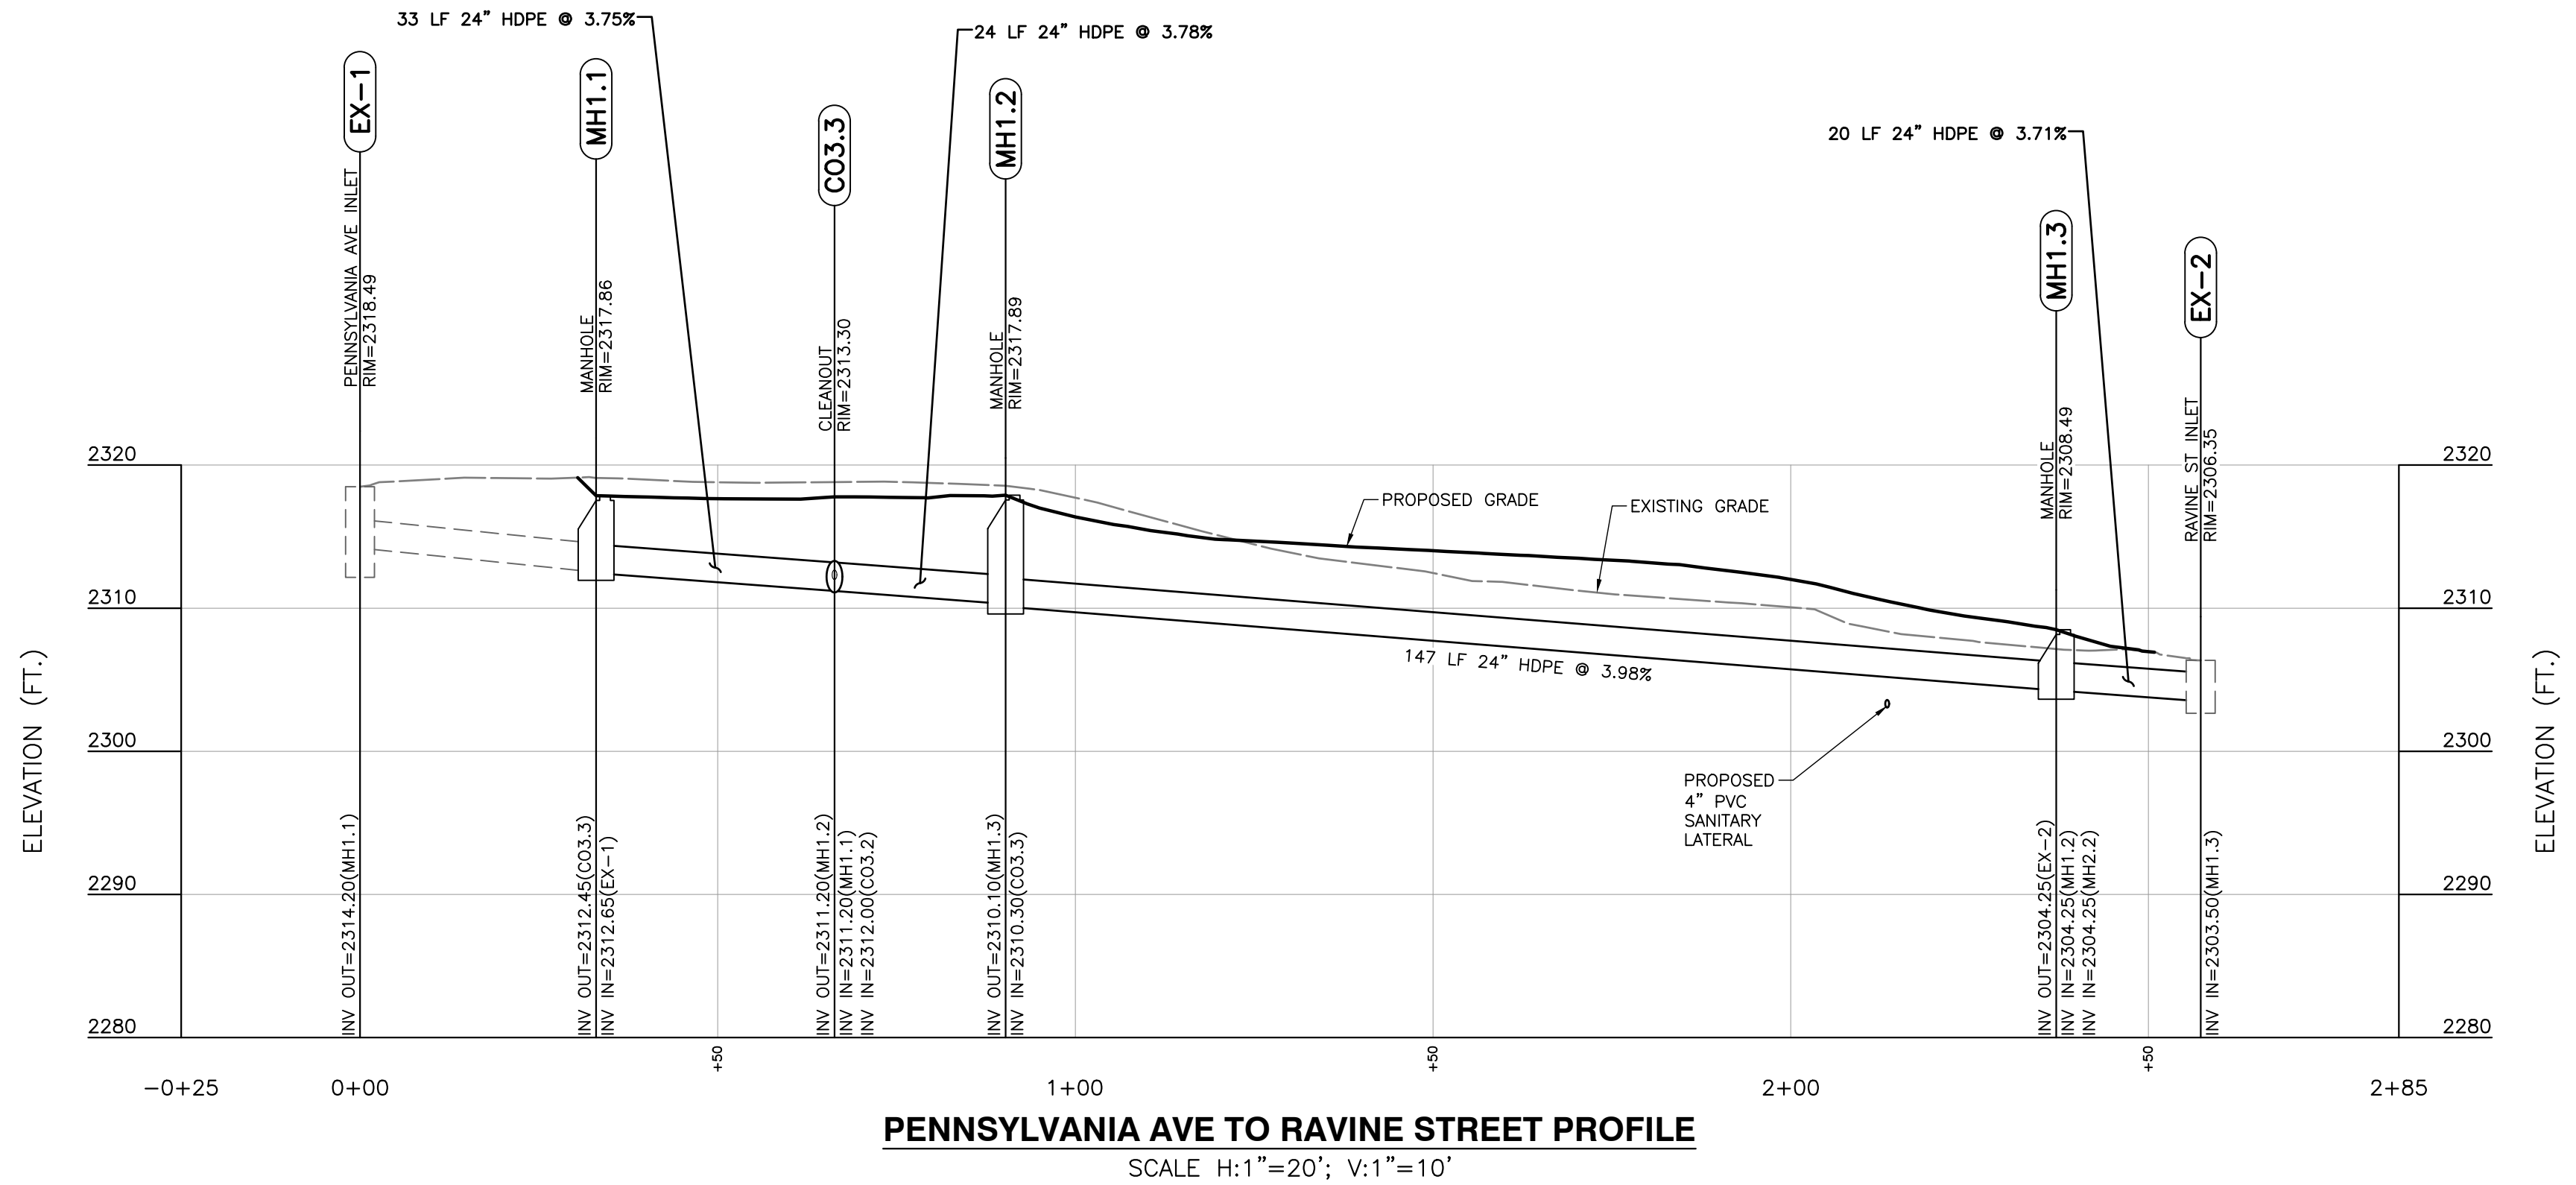 33 LF 24” HDPE @ 3.75%
24 LF 24” HDPE @ 3.78%
20 LF 24” HDPE @ 3.71%
EX-1
PENNSYLVANIA AVE INLET
RIM=2318.49
MH1.1
MANHOLE
RIM=2317.86
CO3.3
CLEANOUT
RIM=2313.30
MH1.2
MANHOLE
RIM=2317.89
MH1.3
MANHOLE
RIM=2308.49
EX-2
RAVINE ST INLET
RIM=2306.35
2320
2310
2300
2290
2280
ELEVATION (FT.)
PROPOSED GRADE
EXISTING GRADE
147 LF 24” HDPE @ 3.98%
PROPOSED
4” PVC
SANITARY
LATERAL
2320
2310
2300
2290
2280
ELEVATION (FT.)
INV OUT=2314.20(MH1.1)
INV OUT=2312.45(CO3.3)
INV IN=2312.65(EX-1)
INV OUT=2311.20(MH1.2)
INV IN=2311.20(MH1.1)
INV IN=2312.00(CO3.2)
INV OUT=2310.10(MH1.3)
INV IN=2310.30(CO3.3)
INV OUT=2304.25(EX-2)
INV IN=2304.25(MH1.2)
INV IN=2304.25(MH2.2)
INV IN=2303.50(MH1.3)
-0+25
0+00
+50
1+00
+50
2+00
+50
2+85
PENNSYLVANIA AVE TO RAVINE STREET PROFILE
SCALE H:1”=20’; V:1”=10’